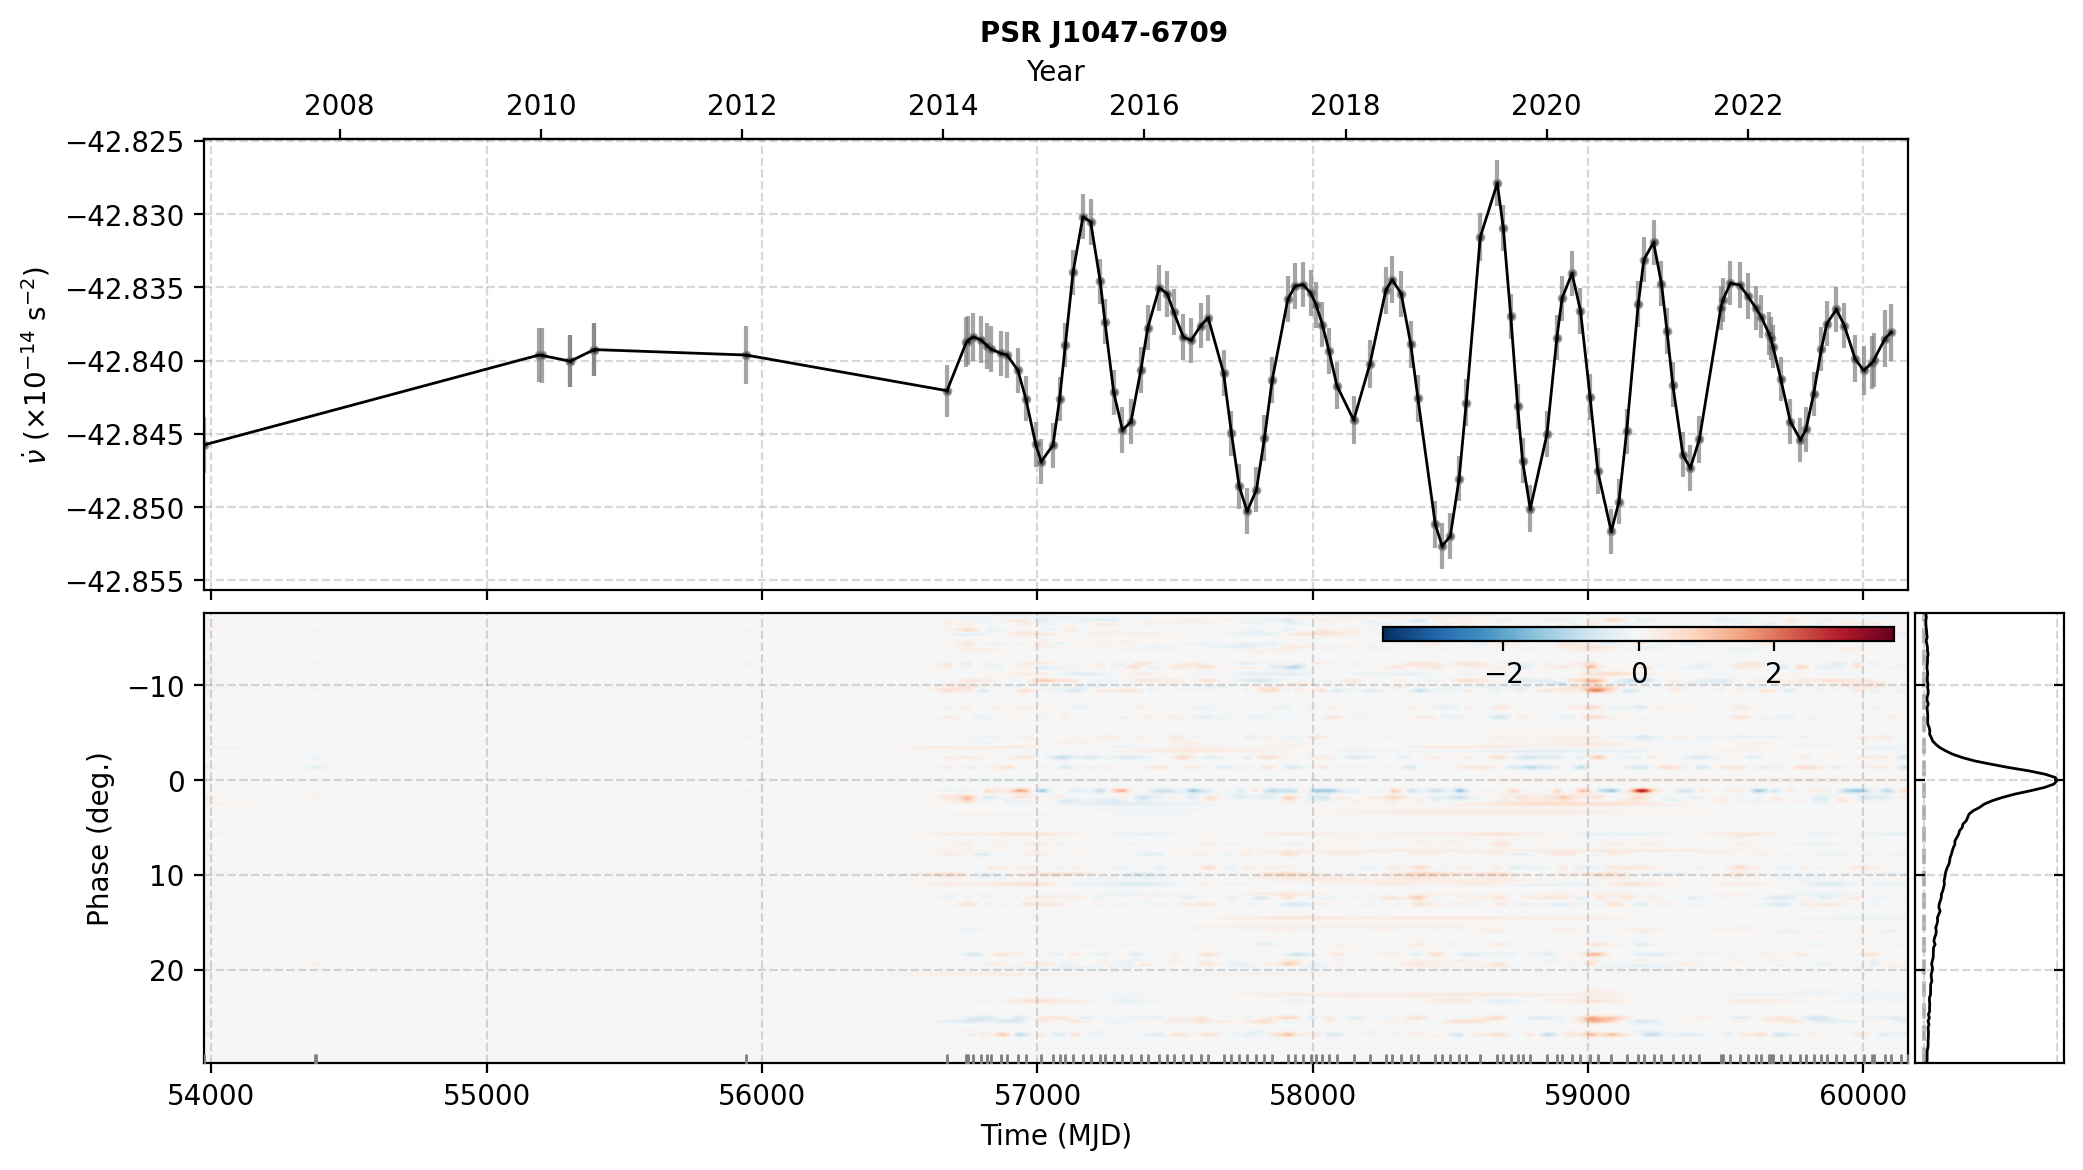 PSR J1047-6709
Year
2008 2010 2012 2014 2016 2018 2020 2022
−42.825
−42.830
−42.835
−42.840
−42.845
−42.850
−42.855
ν̇ (×10⁻¹⁴ s⁻²)
−2 0 2
−10
0
10
20
Phase (deg.)
54000 55000 56000 57000 58000 59000 60000
Time (MJD)